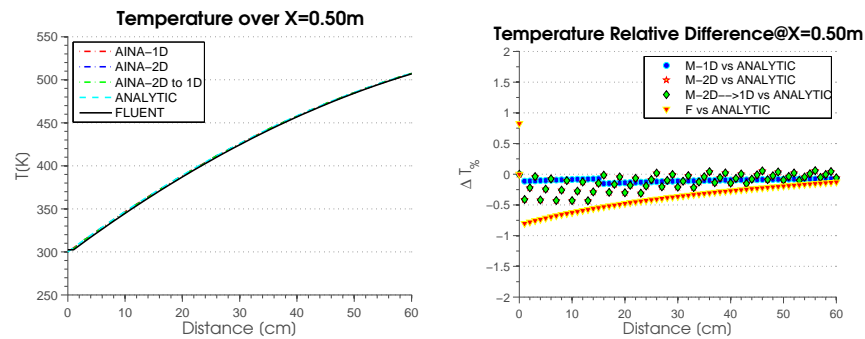 Temperature over X=0.50m
550
500
450
400
350
300
250
T(K)
AINA−1D
AINA−2D
AINA−2D to 1D
ANALYTIC
FLUENT
0
10
20
30
40
50
60
Distance (cm)
Temperature Relative Difference@X=0.50m
2
1.5
1
0.5
0
−0.5
−1
−1.5
−2
Δ T%
M−1D vs ANALYTIC
M−2D vs ANALYTIC
M−2D−−>1D vs ANALYTIC
F vs ANALYTIC
0
10
20
30
40
50
60
Distance (cm)